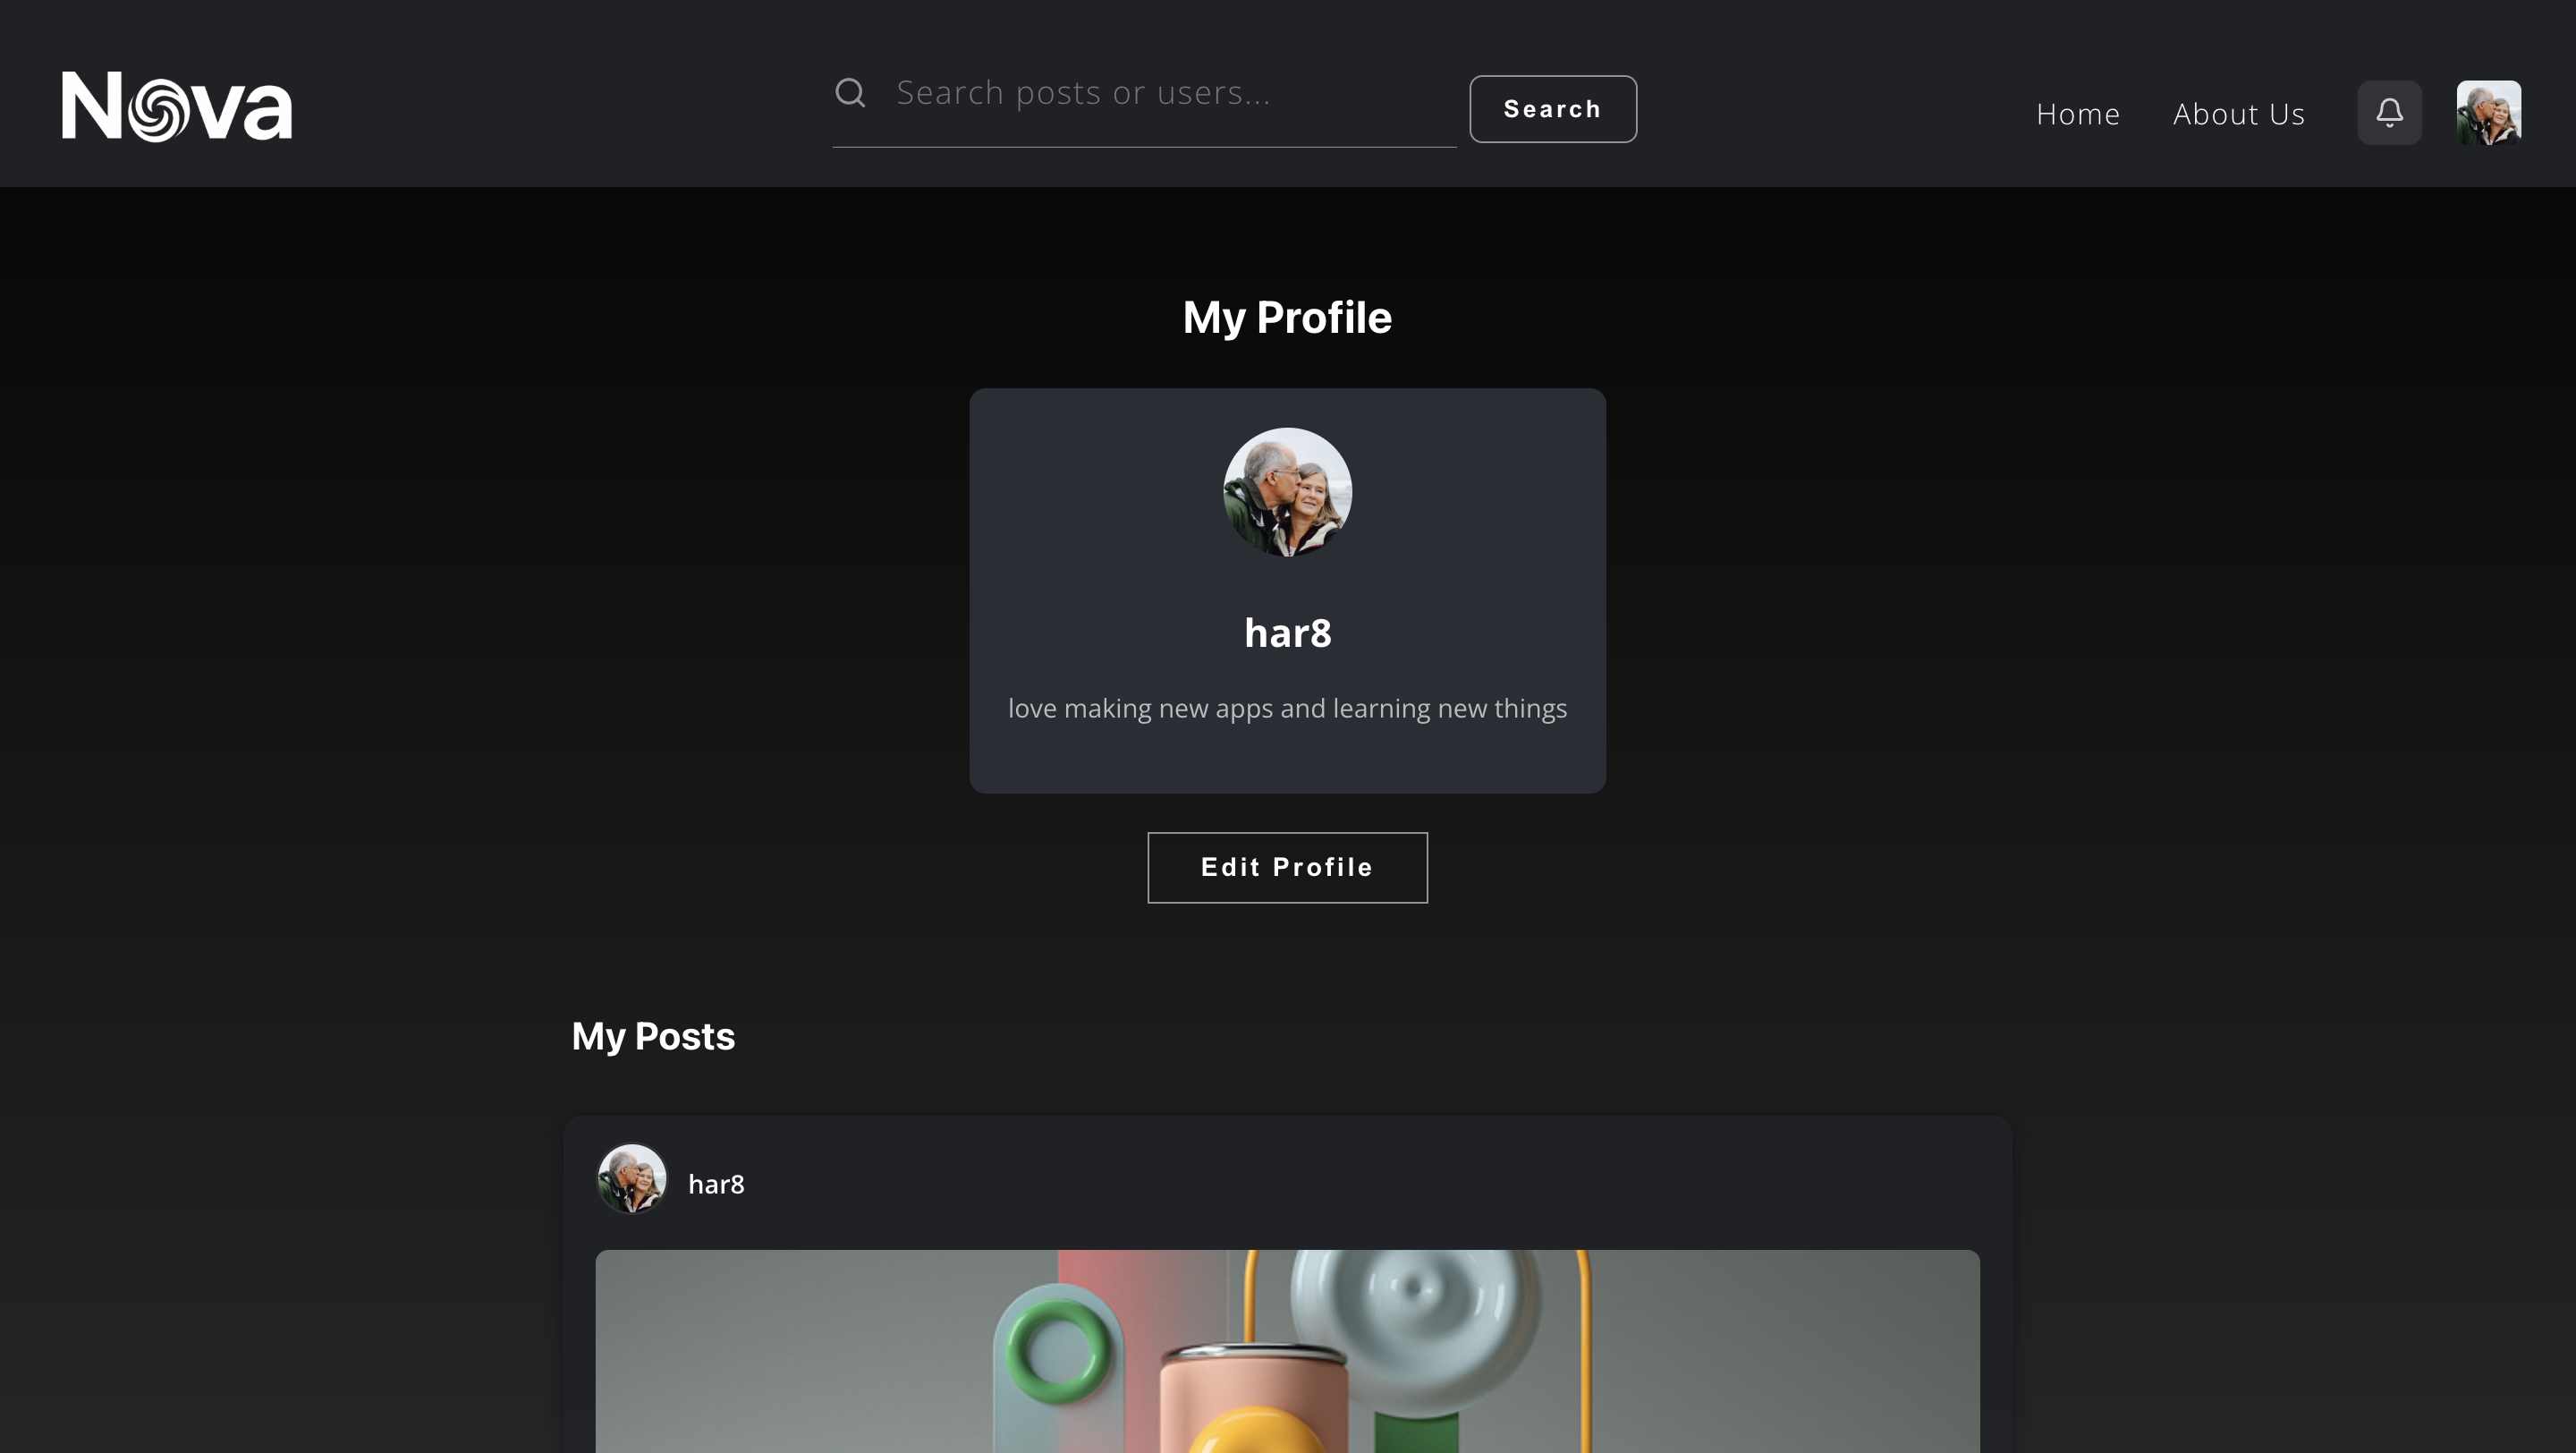 Nova
Search posts or users...
Search
Home
About Us
My Profile
har8
love making new apps and learning new things
Edit Profile
My Posts
har8